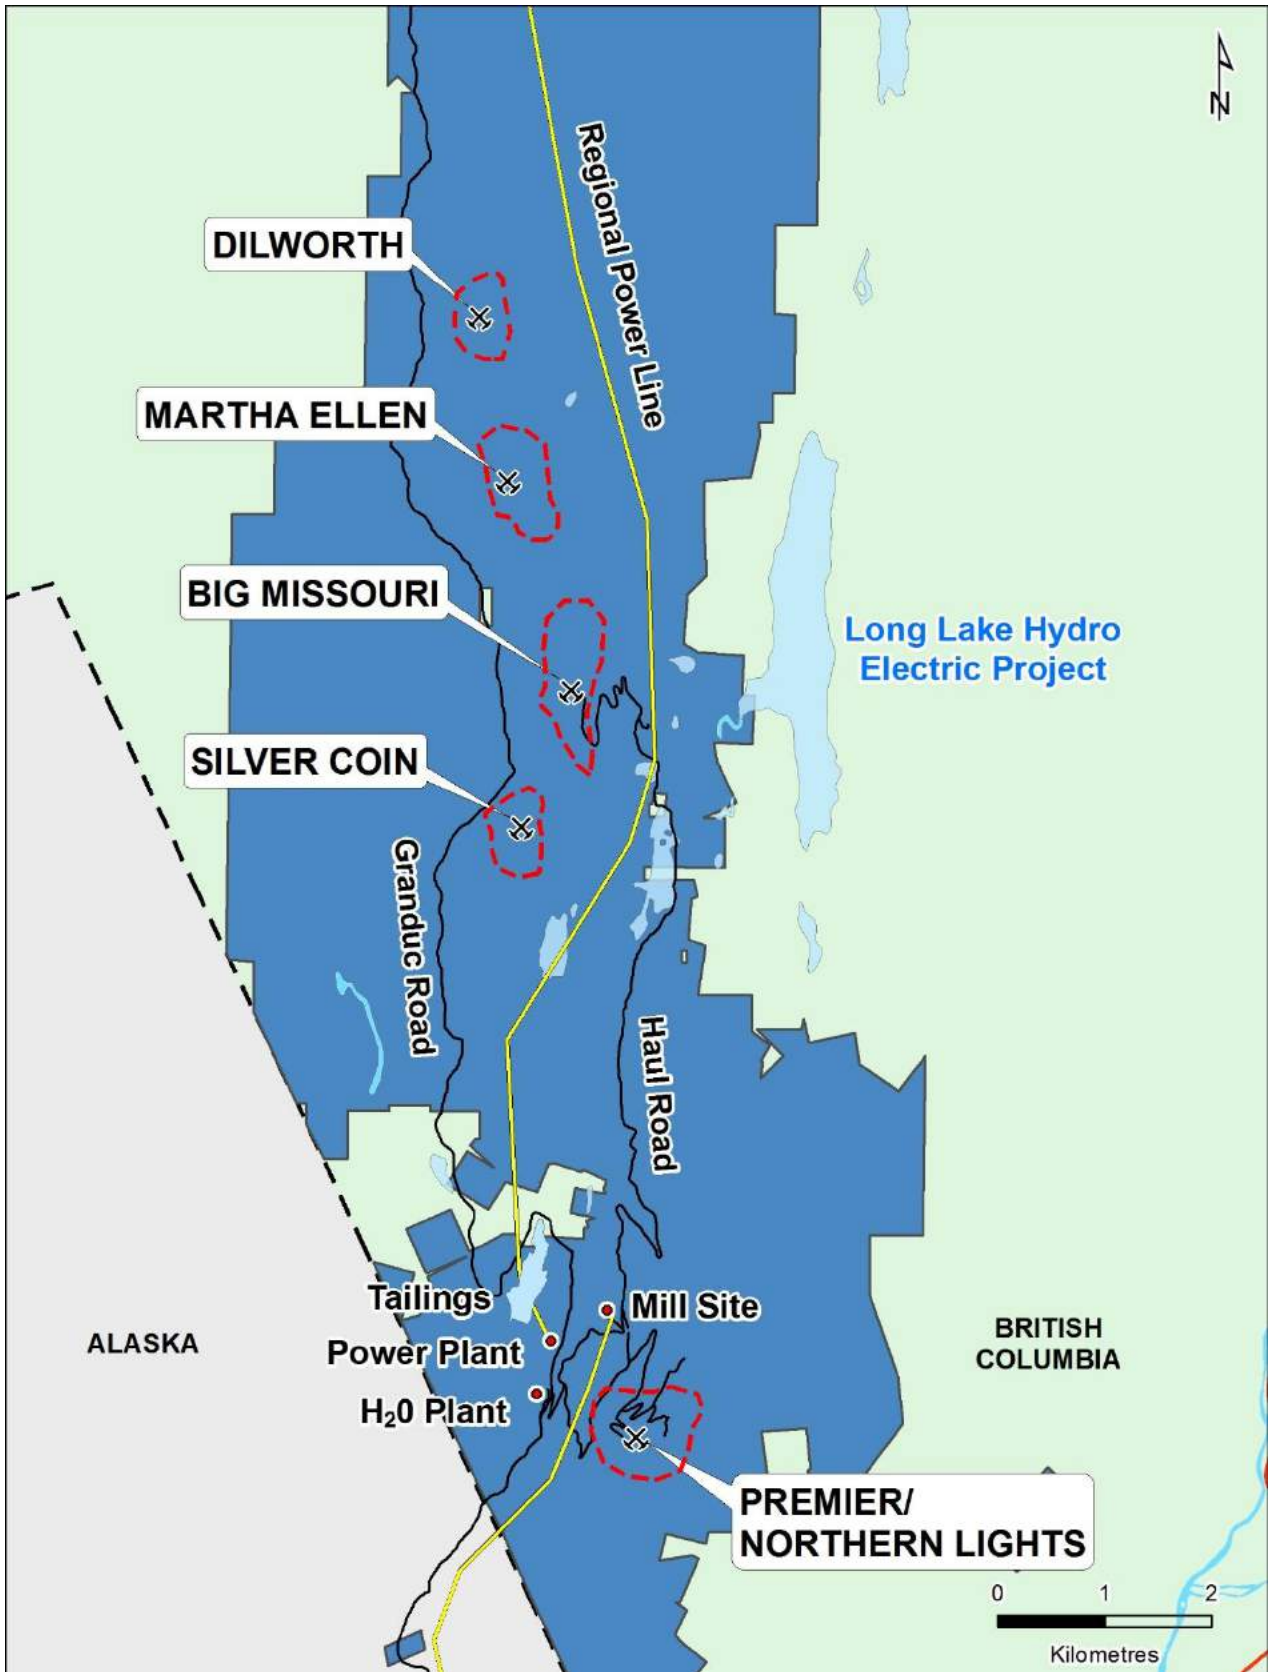 N
Regional Power Line
DILWORTH
MARTHA ELLEN
BIG MISSOURI
Long Lake Hydro
Electric Project
SILVER COIN
Granduc Road
Haul Road
Tailings
Mill Site
ALASKA
Power Plant
BRITISH
COLUMBIA
H₂0 Plant
PREMIER/
NORTHERN LIGHTS
0 1 2
Kilometres